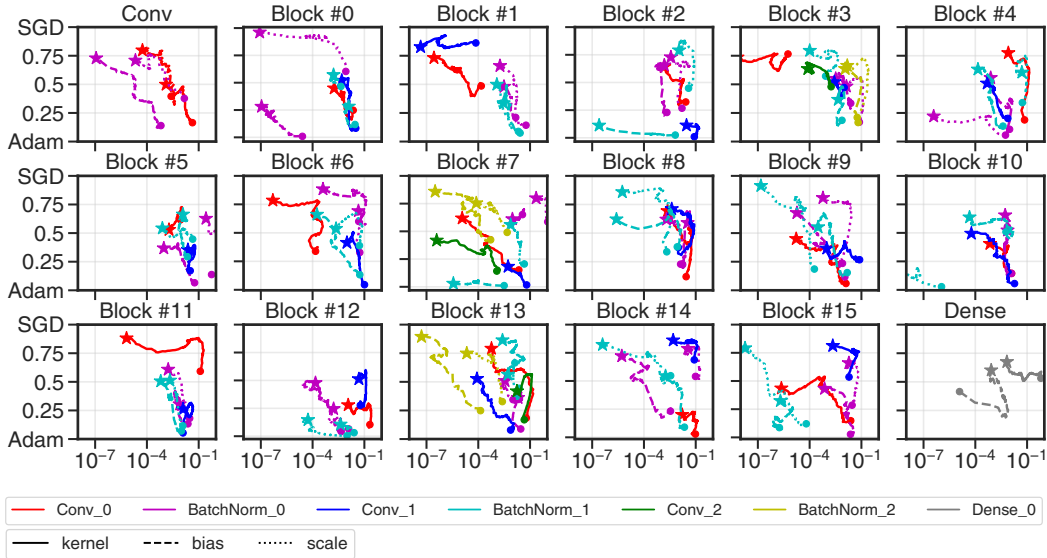 Conv Block #0 Block #1 Block #2 Block #3 Block #4
SGD
0.75
0.5
0.25
Adam
Block #5 Block #6 Block #7 Block #8 Block #9 Block #10
SGD
0.75
0.5
0.25
Adam
Block #11 Block #12 Block #13 Block #14 Block #15 Dense
SGD
0.75
0.5
0.25
Adam
10⁻⁷ 10⁻⁴ 10⁻¹ 10⁻⁷ 10⁻⁴ 10⁻¹ 10⁻⁷ 10⁻⁴ 10⁻¹ 10⁻⁷ 10⁻⁴ 10⁻¹ 10⁻⁷ 10⁻⁴ 10⁻¹ 10⁻⁷ 10⁻⁴ 10⁻¹
Conv_0 BatchNorm_0 Conv_1 BatchNorm_1 Conv_2 BatchNorm_2 Dense_0
kernel bias scale